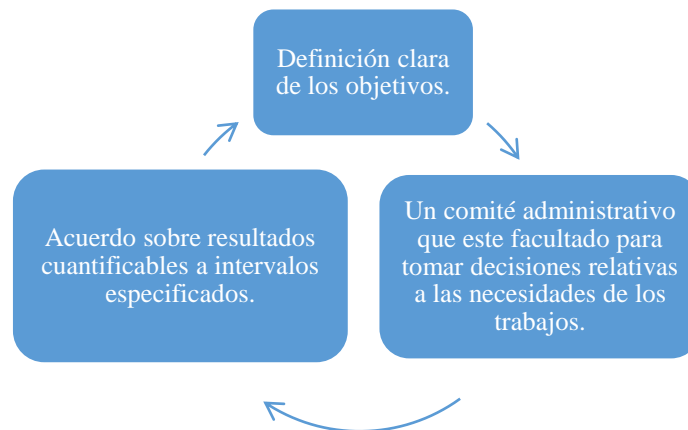 Definición clara
de los objetivos.
Un comité administrativo
que este facultado para
tomar decisiones relativas
a las necesidades de los
trabajos.
Acuerdo sobre resultados
cuantificables a intervalos
especificados.